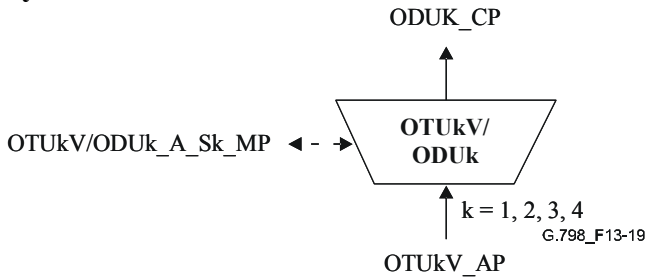 ODUK_CP
OTUkV/
ODUk
OTUkV/ODUk_A_Sk_MP
k = 1, 2, 3, 4
G.798_F13-19
OTUkV_AP